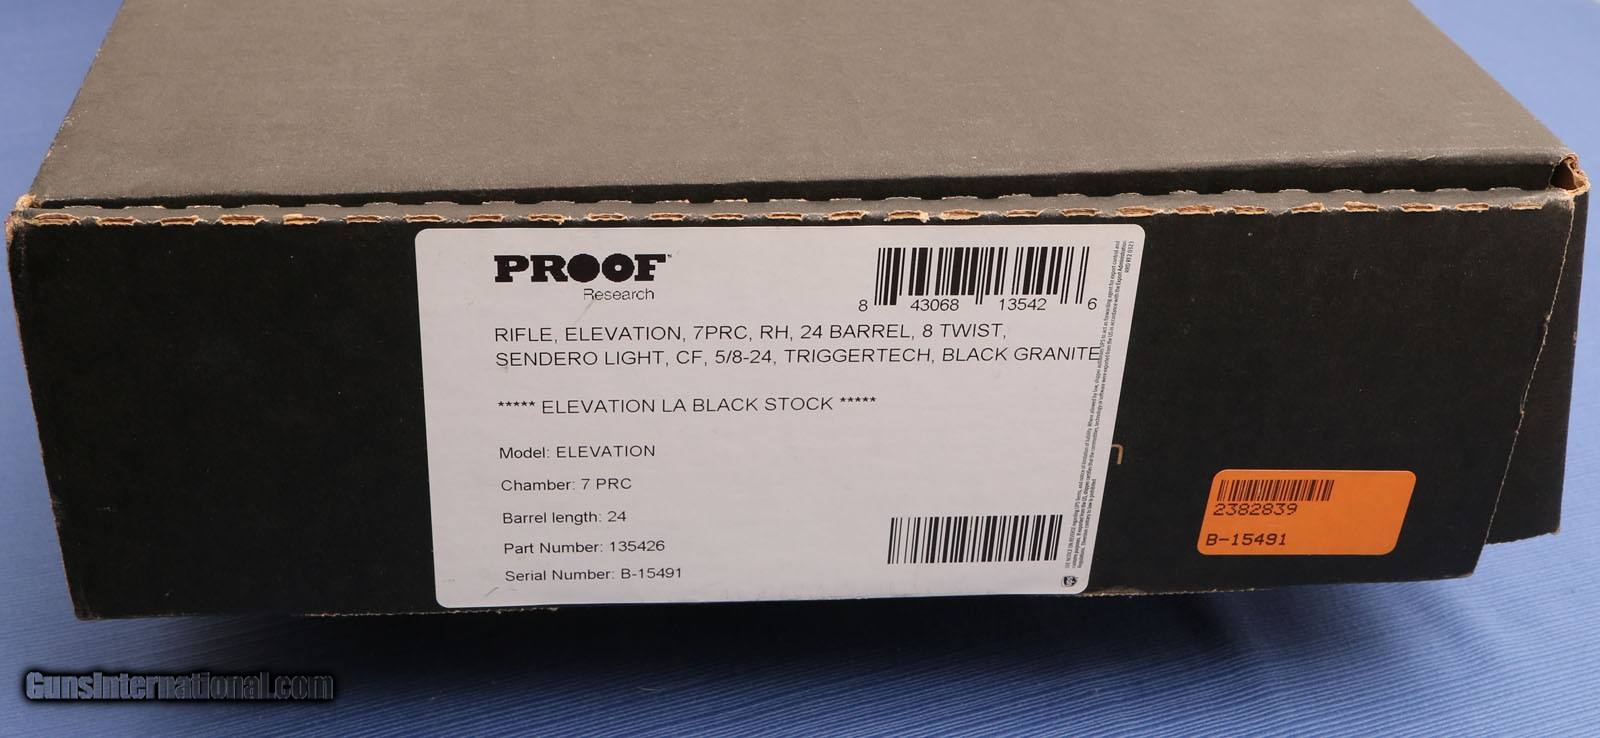 PROOF
Research
8 43068 13542 6
RIFLE, ELEVATION, 7PRC, RH, 24 BARREL, 8 TWIST,
SENDERO LIGHT, CF, 5/8-24, TRIGGERTECH, BLACK GRANITE
***** ELEVATION LA BLACK STOCK *****
Model: ELEVATION
Chamber: 7 PRC
Barrel length: 24
Part Number: 135426
Serial Number: B-15491
2382839
B-15491
GunsInternational.com